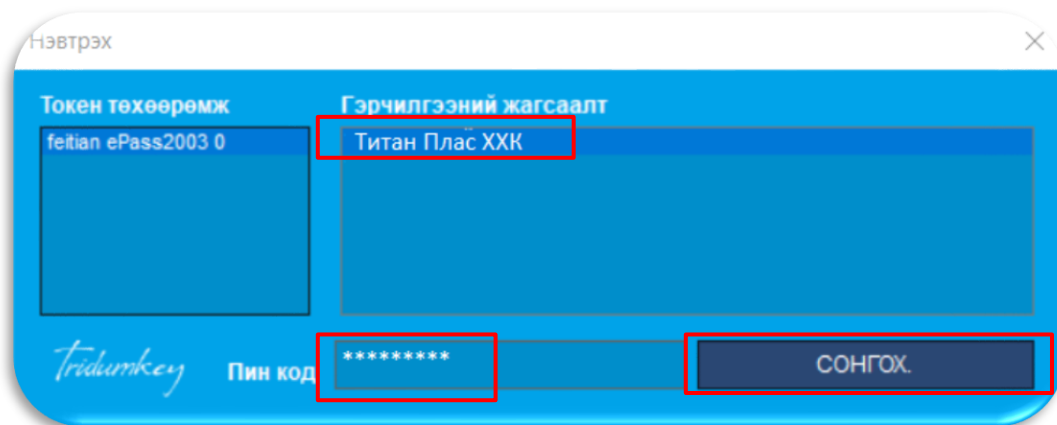 Нэвтрэх
Токен төхөөрөмж
Гэрчилгээний жагсаалт
feitian ePass2003 0
Титан Плас ХХК
Tridumkey
Пин код
*********
СОНГОХ.